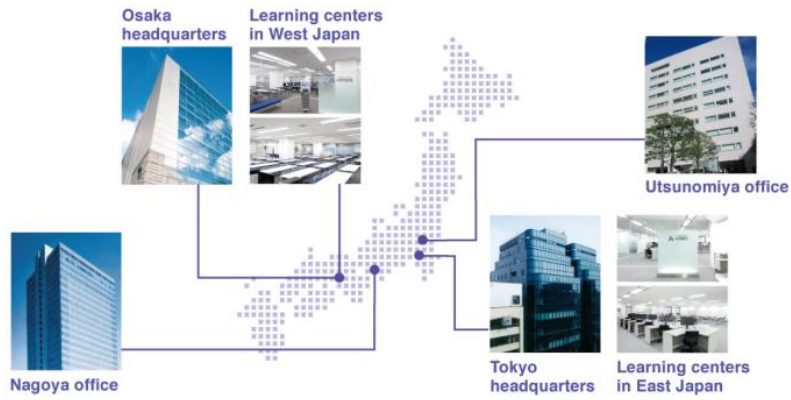 Osaka
headquarters
Learning centers
in West Japan
Utsunomiya office
Nagoya office
Tokyo
headquarters
Learning centers
in East Japan